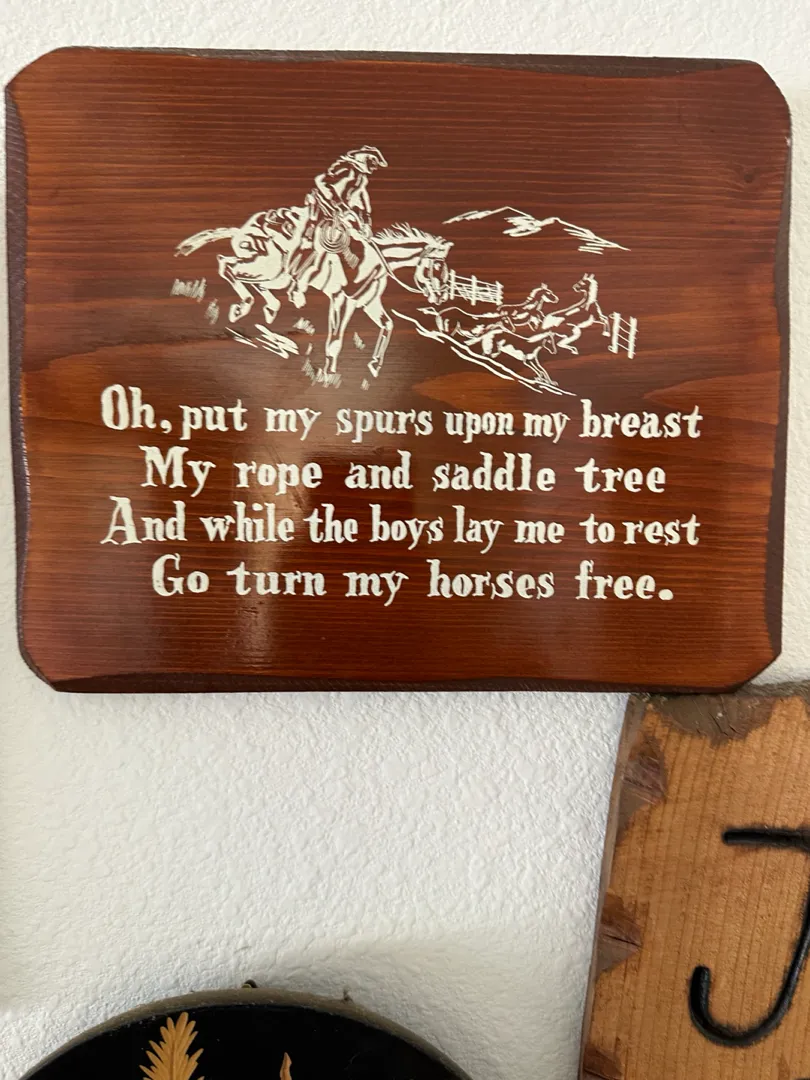 Oh, put my spurs upon my breast
My rope and saddle tree
And while the boys lay me to rest
Go turn my horses free.
J